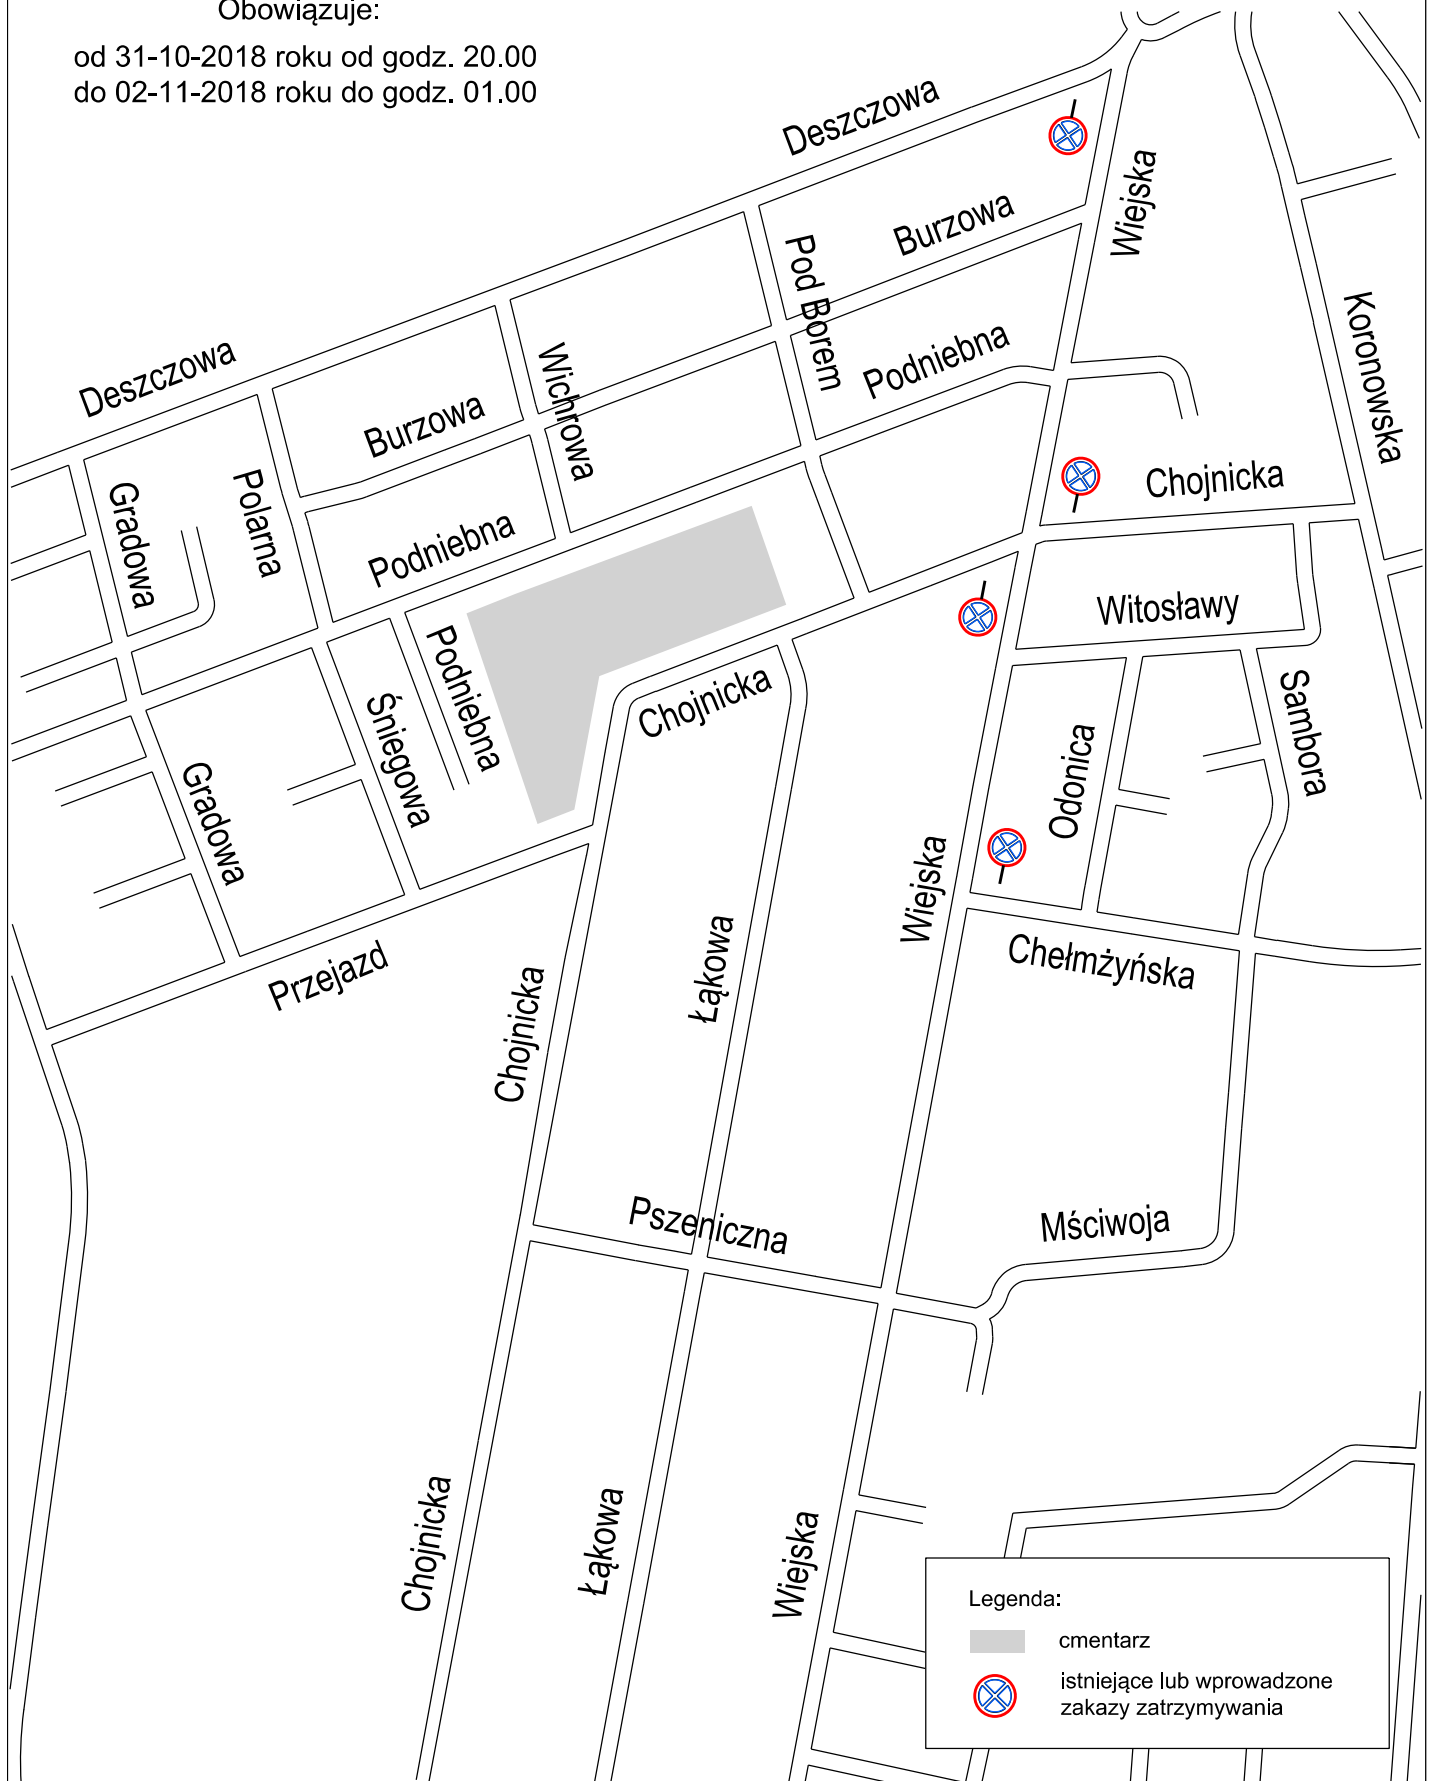 Obowiązuje:
od 31-10-2018 roku od godz. 20.00
do 02-11-2018 roku do godz. 01.00
Deszczowa
Wiejska
Burzowa
Pod Borem
Koronowska
Podniebna
Deszczowa
Wichrowa
Burzowa
Chojnicka
Polarna
Gradowa
Podniebna
Witosławy
Podniebna
Chojnicka
Sambora
Śniegowa
Odonica
Gradowa
Wiejska
Łąkowa
Chełmżyńska
Przejazd
Chojnicka
Pszeniczna
Mściwoja
Chojnicka
Łąkowa
Wiejska
Legenda:
cmentarz
istniejące lub wprowadzone
zakazy zatrzymywania